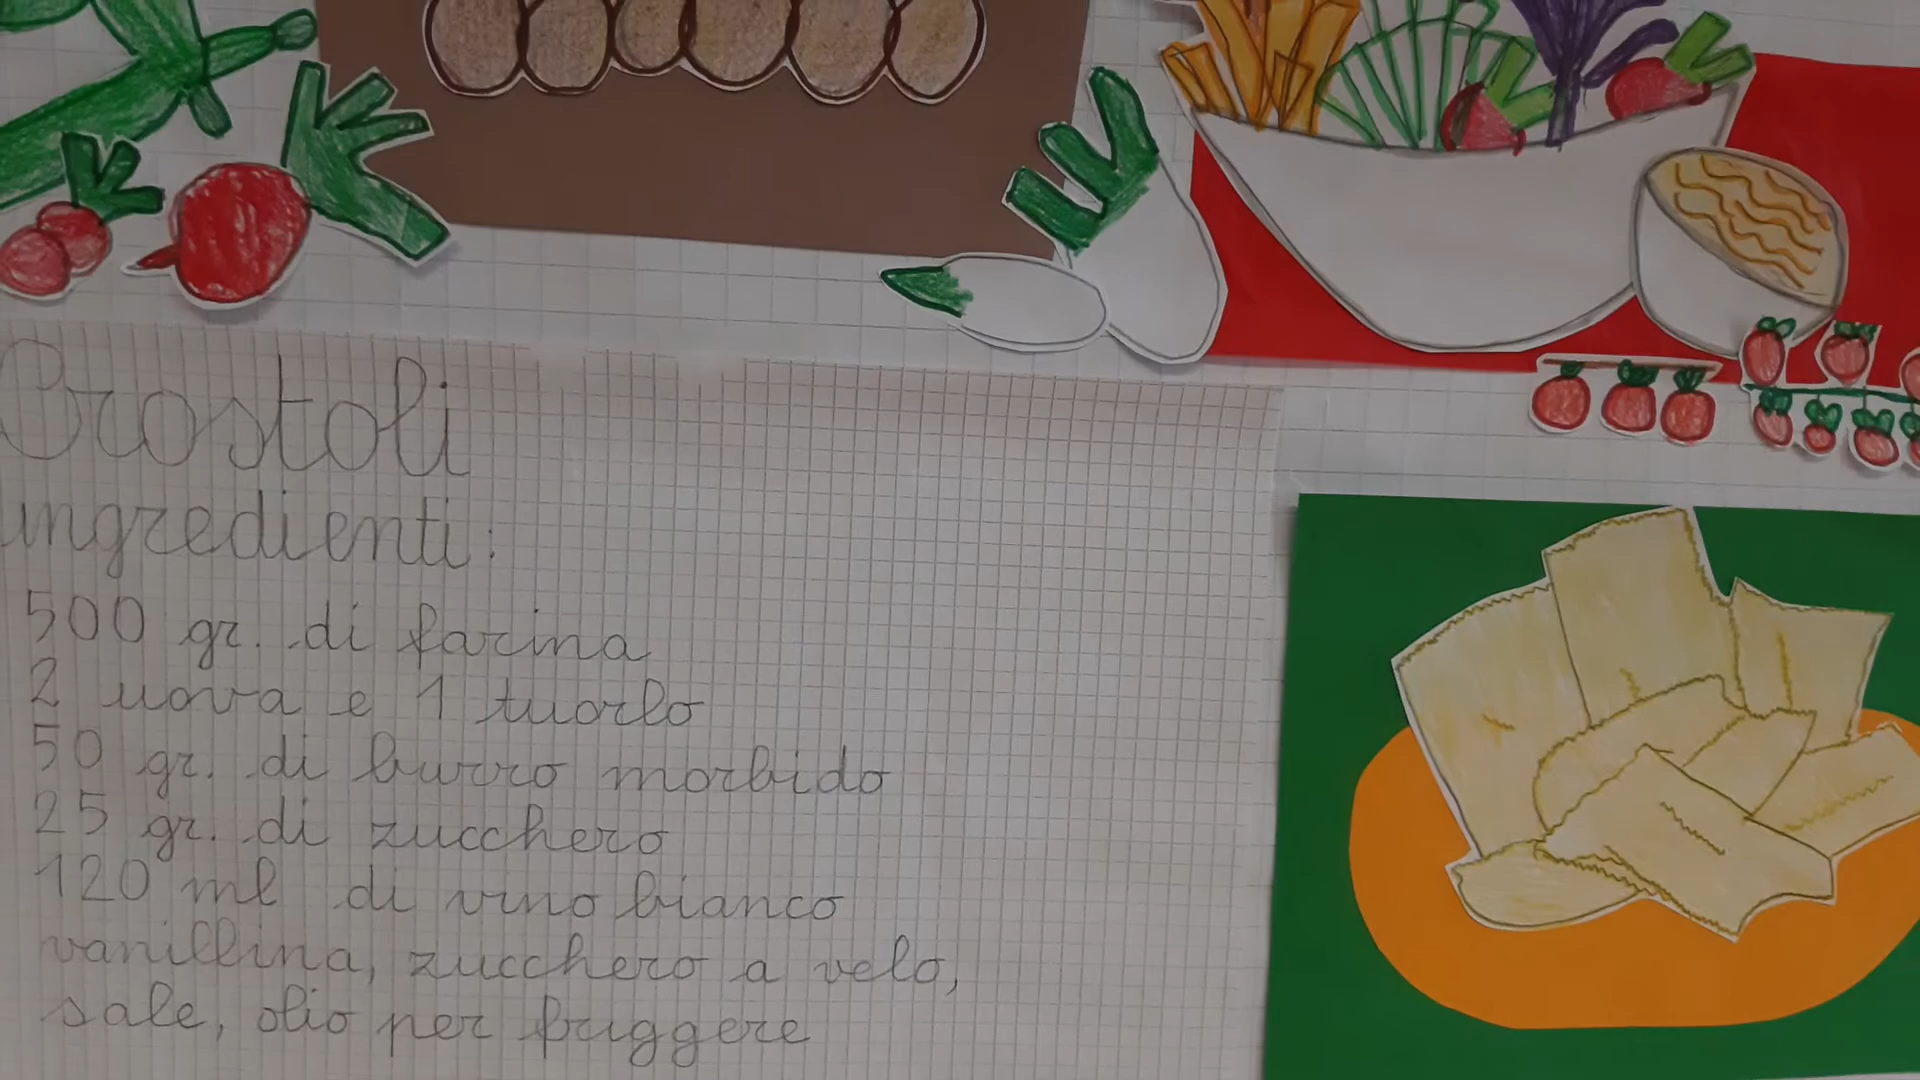 Crostoli
ingredienti:
500 gr. di farina
2 uova e 1 tuorlo
50 gr. di burro morbido
25 gr. di zucchero
120 ml di vino bianco
vanillina, zucchero a velo,
sale, olio per friggere